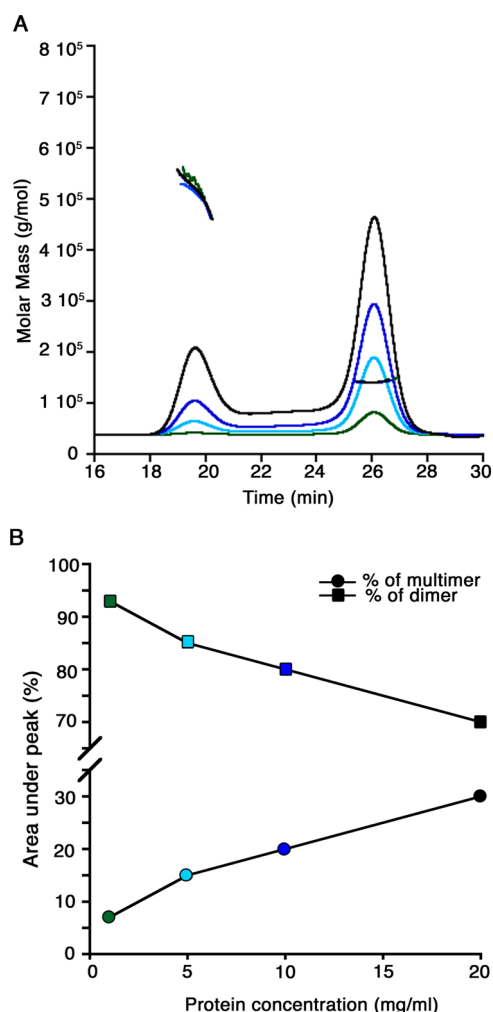 A
8 10⁵
7 10⁵
6 10⁵
5 10⁵
4 10⁵
3 10⁵
2 10⁵
1 10⁵
0
Molar Mass (g/mol)
16 18 20 22 24 26 28 30
Time (min)
B
100
90
80
70
30
20
10
0
Area under peak (%)
% of multimer
% of dimer
0 5 10 15 20
Protein concentration (mg/ml)